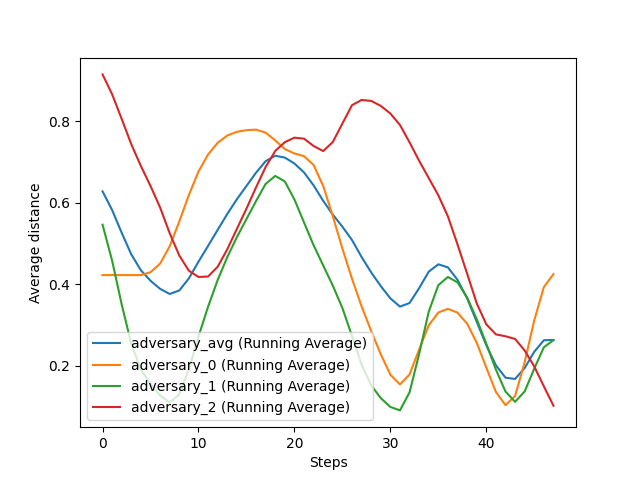 0.8
0.6
0.4
0.2
Average distance
adversary_avg (Running Average)
adversary_0 (Running Average)
adversary_1 (Running Average)
adversary_2 (Running Average)
0 10 20 30 40
Steps